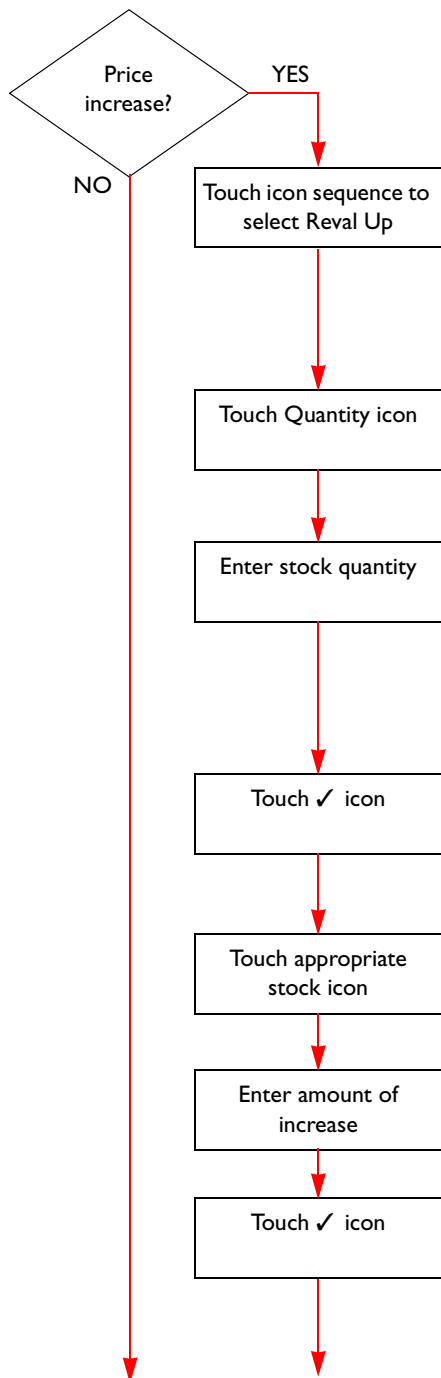 Price
increase?
YES
NO
Touch icon sequence to
select Reval Up
Touch Quantity icon
Enter stock quantity
Touch ✓ icon
Touch appropriate
stock icon
Enter amount of
increase
Touch ✓ icon